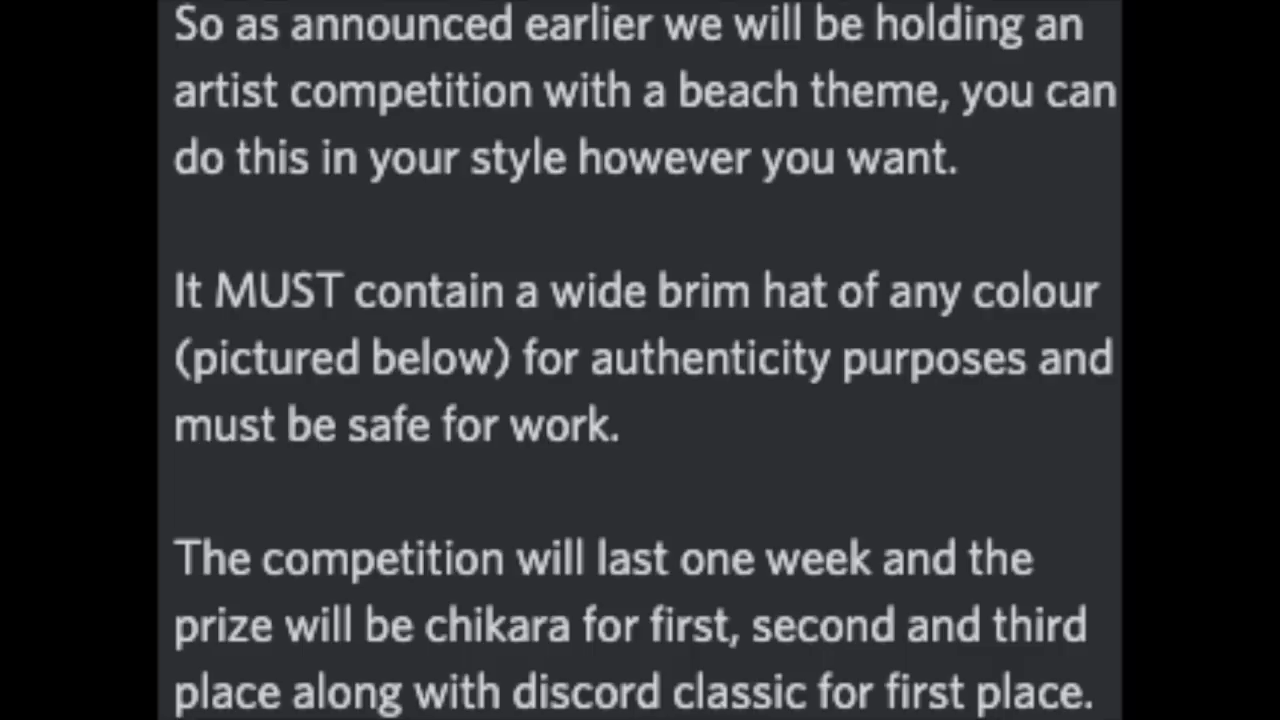 So as announced earlier we will be holding an
artist competition with a beach theme, you can
do this in your style however you want.
It MUST contain a wide brim hat of any colour
(pictured below) for authenticity purposes and
must be safe for work.
The competition will last one week and the
prize will be chikara for first, second and third
place along with discord classic for first place.